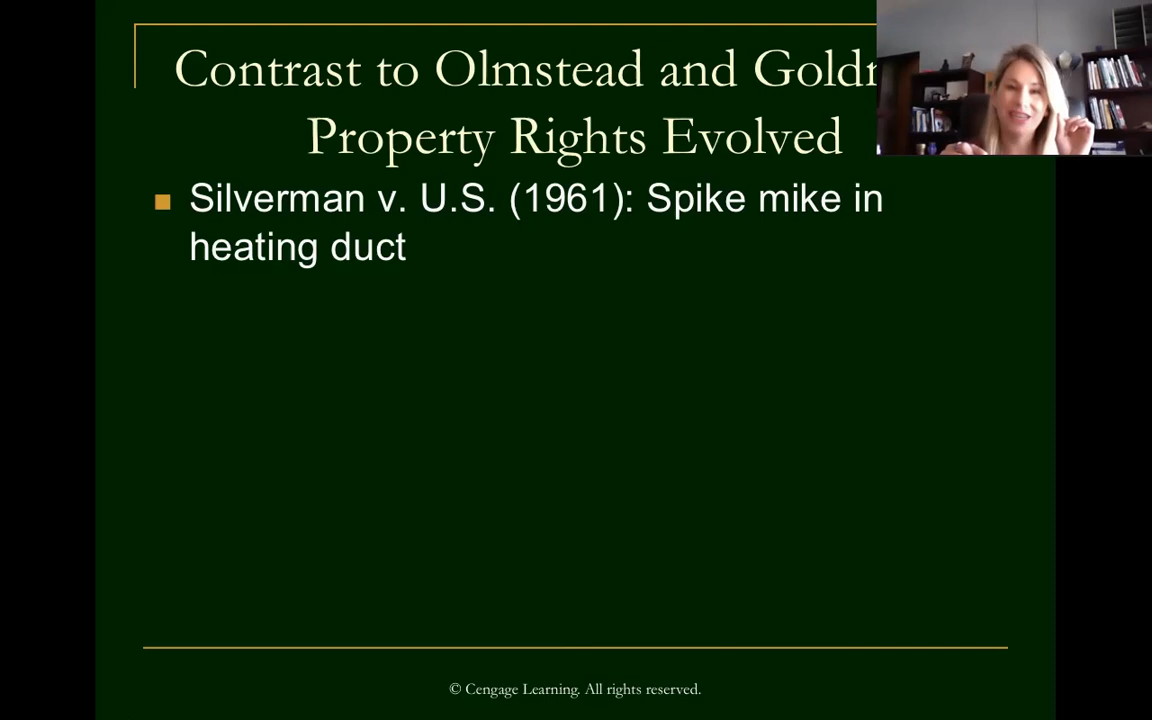 Contrast to Olmstead and
Property Rights Evolved
Silverman v. U.S. (1961): Spike mike in
heating duct
© Cengage Learning. All rights reserved.